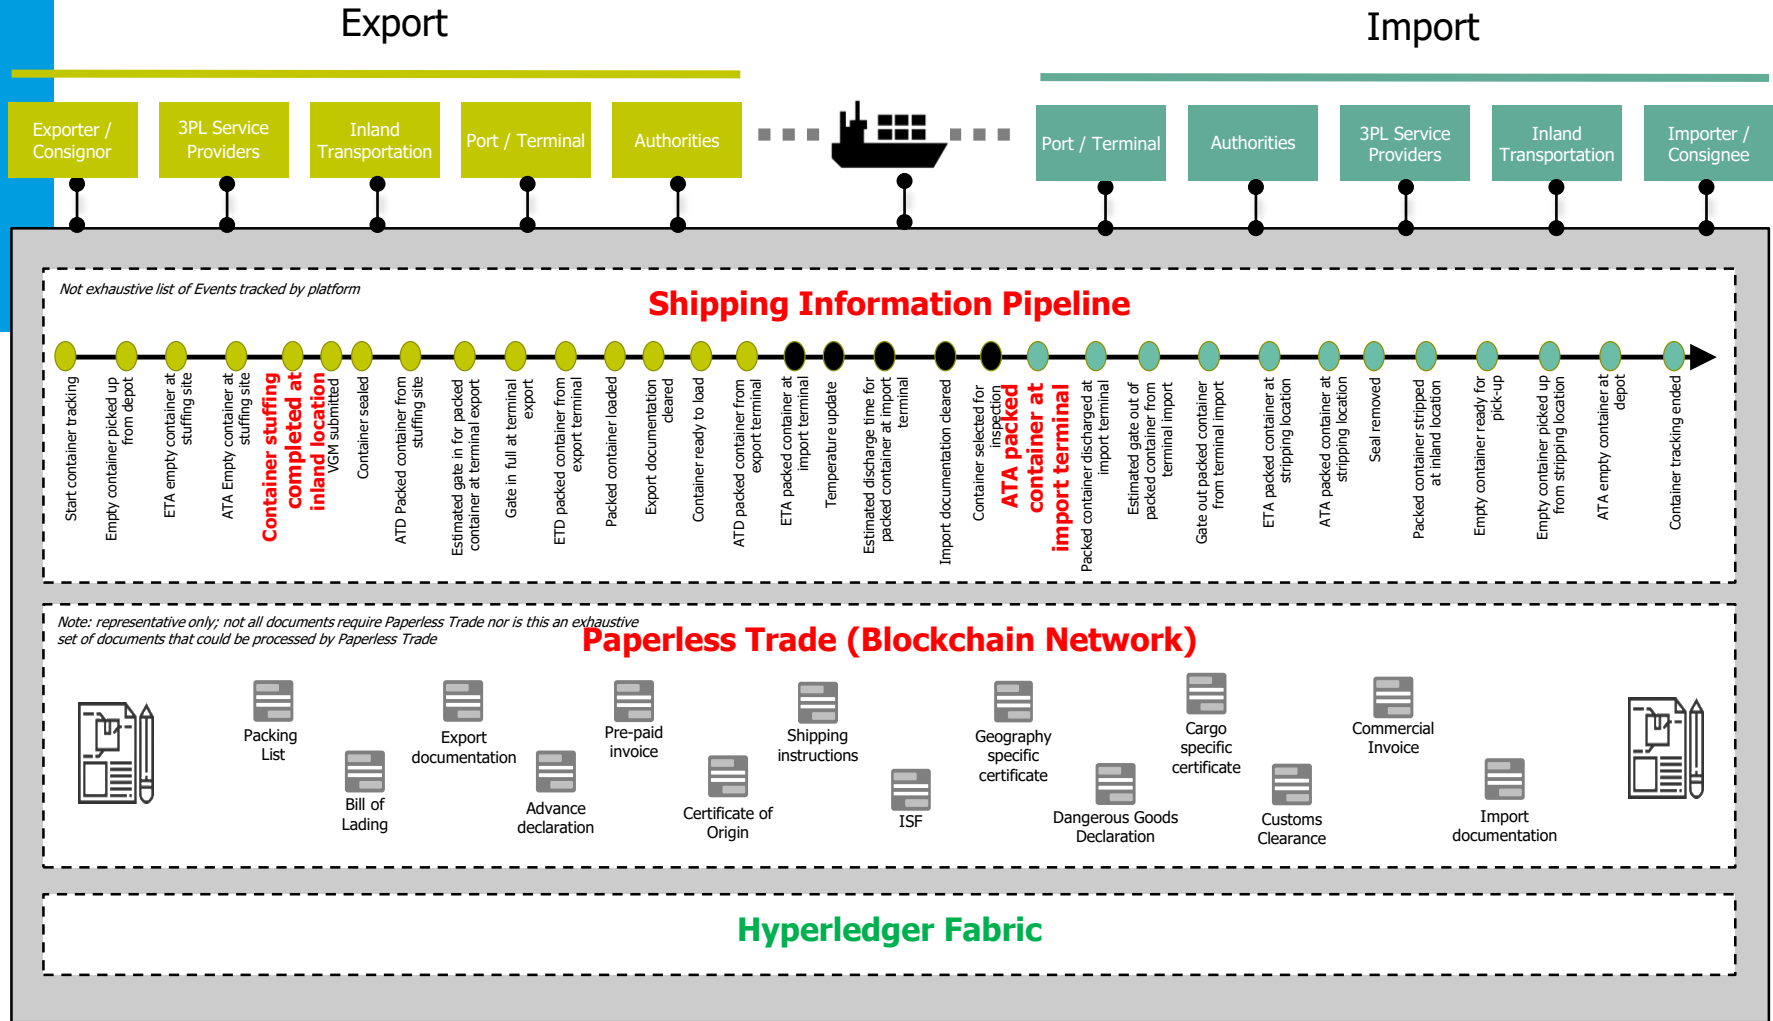 Export
Import
Exporter /
Consignor
3PL Service
Providers
Inland
Transportation
Port / Terminal
Authorities
Port / Terminal
Authorities
3PL Service
Providers
Inland
Transportation
Importer /
Consignee
Not exhaustive list of Events tracked by platform
Shipping Information Pipeline
Start container tracking
Empty container picked up
from depot
ETA empty container at
stuffing site
ATA Empty container at
stuffing site
Container stuffing
completed at
inland location
VGM submitted
Container sealed
ATD Packed container from
stuffing site
Estimated gate in for packed
container at terminal export
Gate in full at terminal
export
ETD packed container from
export terminal
Packed container loaded
Export documentation
cleared
Container ready to load
ATD packed container from
export terminal
ETA packed container at
import terminal
Temperature update
Estimated discharge time for
packed container at import
terminal
Import documentation cleared
Container selected for
inspection
ATA packed
container at
import terminal
Packed container discharged at
import terminal
Estimated gate out of
packed container from
terminal import
Gate out packed container
from terminal import
ETA packed container at
stripping location
ATA packed container at
stripping location
Seal removed
Packed container stripped
at inland location
Empty container ready for
pick-up
Empty container picked up
from stripping location
ATA empty container at
depot
Container tracking ended
Note: representative only; not all documents require Paperless Trade nor is this an exhaustive
set of documents that could be processed by Paperless Trade
Paperless Trade (Blockchain Network)
Packing
List
Bill of
Lading
Export
documentation
Advance
declaration
Pre-paid
invoice
Certificate of
Origin
Shipping
instructions
ISF
Geography
specific
certificate
Dangerous Goods
Declaration
Cargo
specific
certificate
Customs
Clearance
Commercial
Invoice
Import
documentation
Hyperledger Fabric